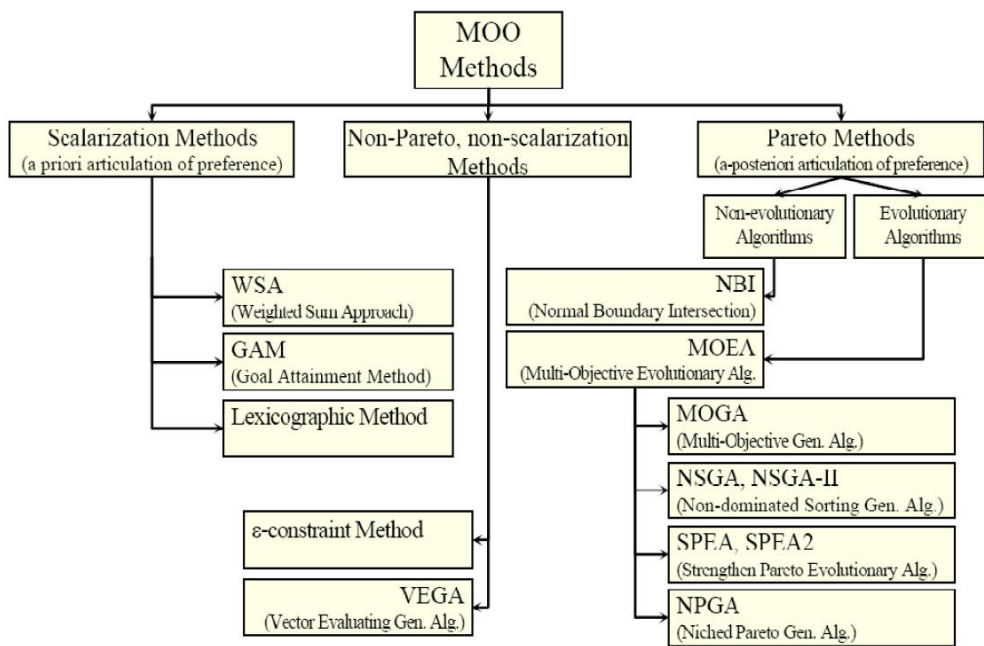 MOO
Methods
Scalarization Methods
(a priori articulation of preference)
Non-Pareto, non-scalarization
Methods
Pareto Methods
(a-posteriori articulation of preference)
Non-evolutionary
Algorithms
Evolutionary
Algorithms
WSA
(Weighted Sum Approach)
GAM
(Goal Attainment Method)
Lexicographic Method
NBI
(Normal Boundary Intersection)
MOEA
(Multi-Objective Evolutionary Alg.
MOGA
(Multi-Objective Gen. Alg.)
NSGA, NSGA-II
(Non-dominated Sorting Gen. Alg.)
SPEA, SPEA2
(Strengthen Pareto Evolutionary Alg.)
NPGA
(Niched Pareto Gen. Alg.)
ε-constraint Method
VEGA
(Vector Evaluating Gen. Alg.)